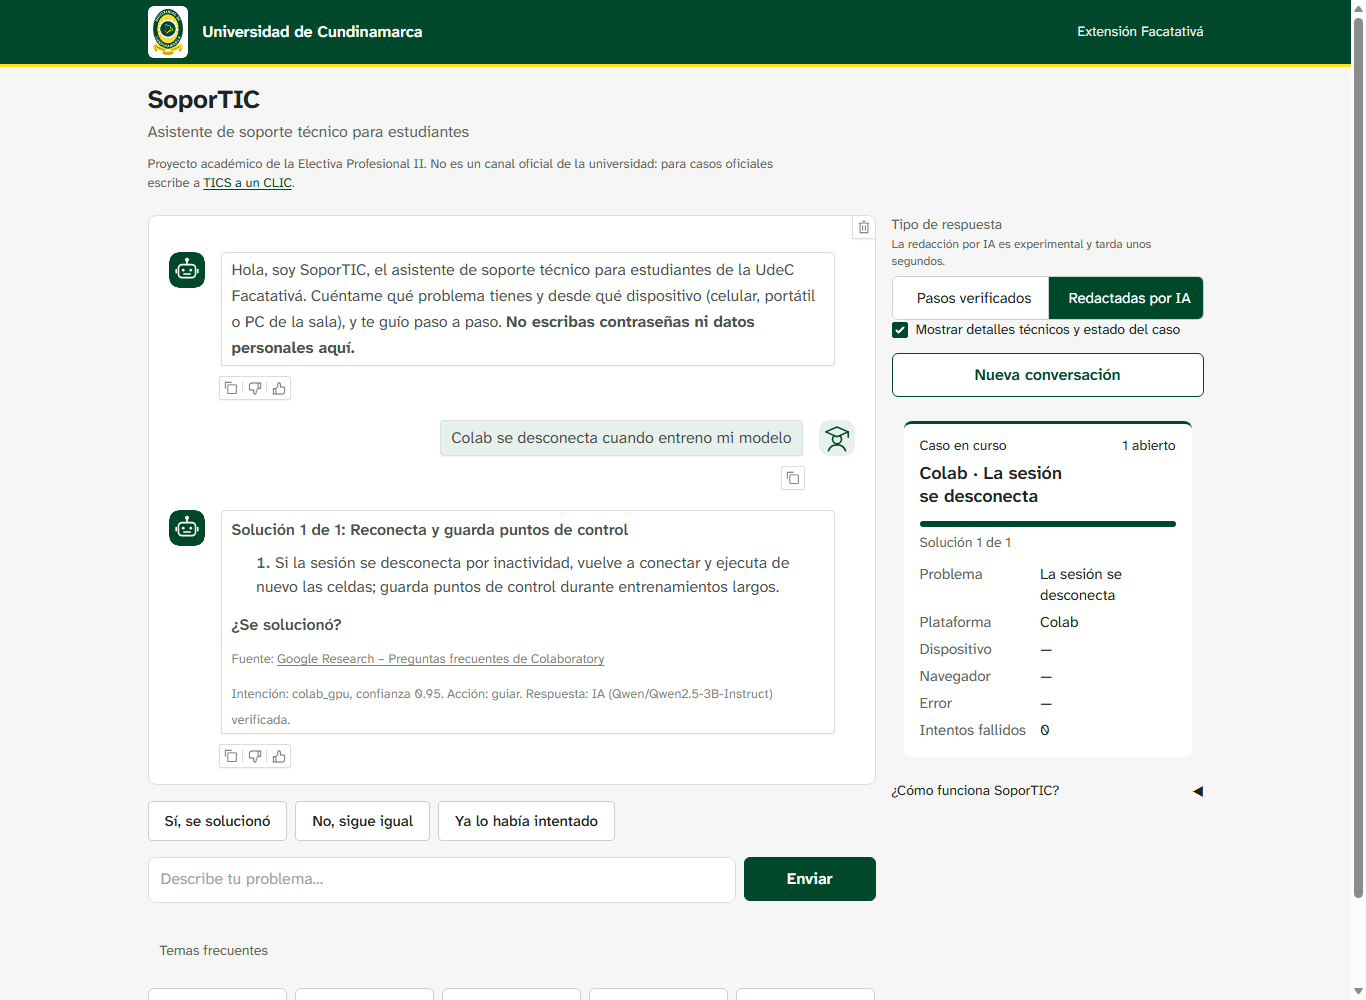 Universidad de Cundinamarca
Extensión Facatativá
SoporTIC
Asistente de soporte técnico para estudiantes
Proyecto académico de la Electiva Profesional II. No es un canal oficial de la universidad: para casos oficiales
escribe a TICS a un CLIC.
Hola, soy SoporTIC, el asistente de soporte técnico para estudiantes de la UdeC
Facatativá. Cuéntame qué problema tienes y desde qué dispositivo (celular, portátil
o PC de la sala), y te guío paso a paso. No escribas contraseñas ni datos
personales aquí.
Colab se desconecta cuando entreno mi modelo
Solución 1 de 1: Reconecta y guarda puntos de control
1. Si la sesión se desconecta por inactividad, vuelve a conectar y ejecuta de
nuevo las celdas; guarda puntos de control durante entrenamientos largos.
¿Se solucionó?
Fuente: Google Research – Preguntas frecuentes de Colaboratory
Intención: colab_gpu, confianza 0.95. Acción: guiar. Respuesta: IA (Qwen/Qwen2.5-3B-Instruct)
verificada.
Sí, se solucionó
No, sigue igual
Ya lo había intentado
Describe tu problema...
Enviar
Temas frecuentes
Tipo de respuesta
La redacción por IA es experimental y tarda unos
segundos.
Pasos verificados
Redactadas por IA
Mostrar detalles técnicos y estado del caso
Nueva conversación
Caso en curso
1 abierto
Colab · La sesión
se desconecta
Solución 1 de 1
Problema
La sesión se
desconecta
Plataforma
Colab
Dispositivo
—
Navegador
—
Error
—
Intentos fallidos
0
¿Cómo funciona SoporTIC?